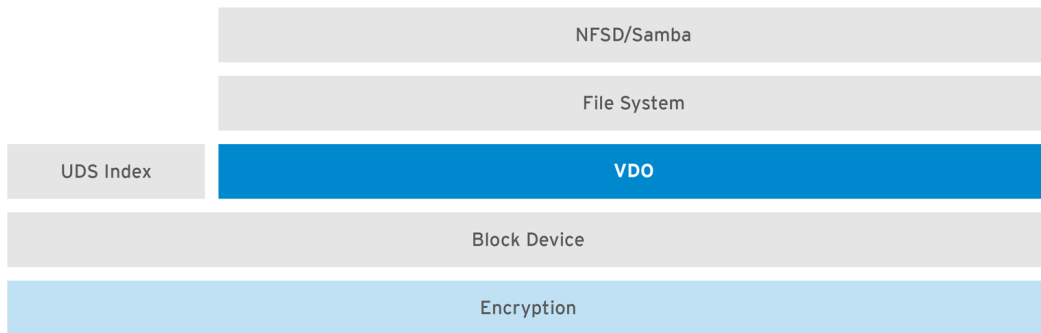 NFSD/Samba
File System
UDS Index
VDO
Block Device
Encryption